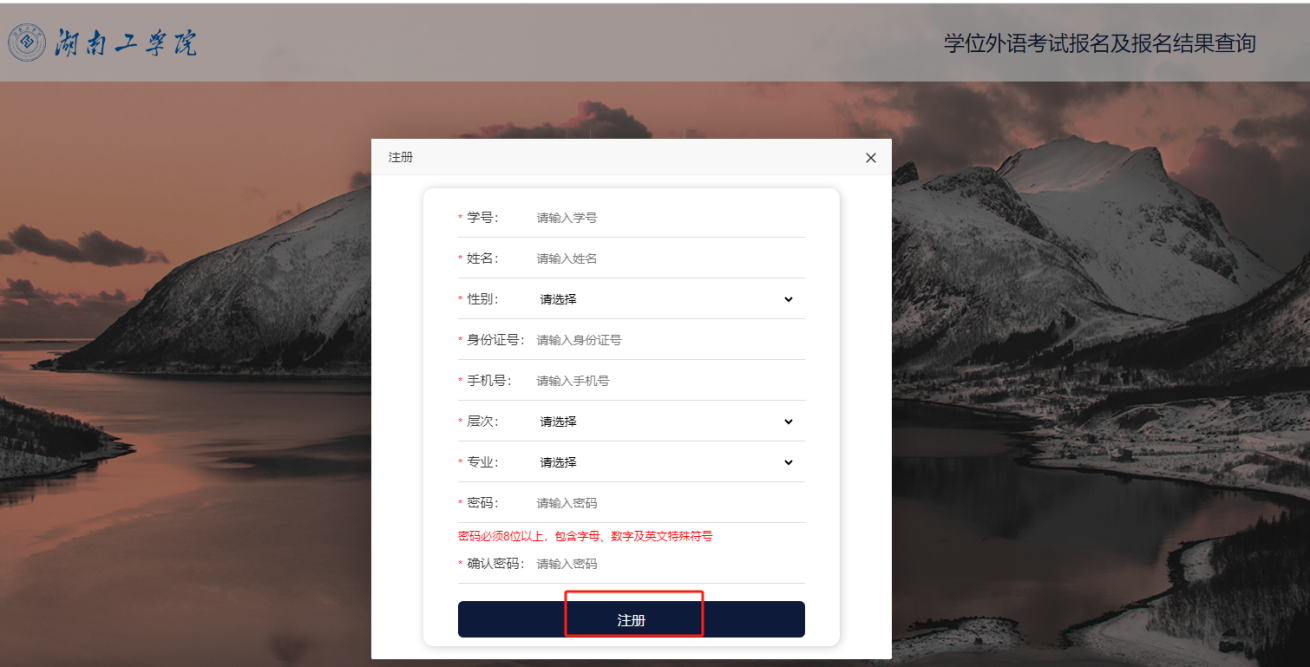 湖南工学院
学位外语考试报名及报名结果查询
注册
* 学号： 请输入学号
* 姓名： 请输入姓名
* 性别： 请选择
* 身份证号： 请输入身份证号
* 手机号： 请输入手机号
* 层次： 请选择
* 专业： 请选择
* 密码： 请输入密码
密码必须8位以上，包含字母、数字及英文特殊符号
* 确认密码： 请输入密码
注册